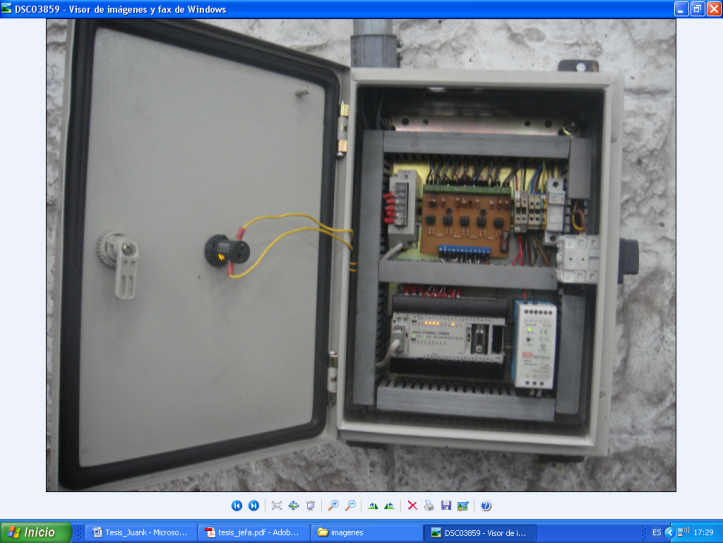 DSC03859 - Visor de imágenes y fax de Windows
Inicio
Tesis_Juank - Microso...
tesis_jefa.pdf - Adob...
imagenes
DSC03859 - Visor de i...
ES
17:29